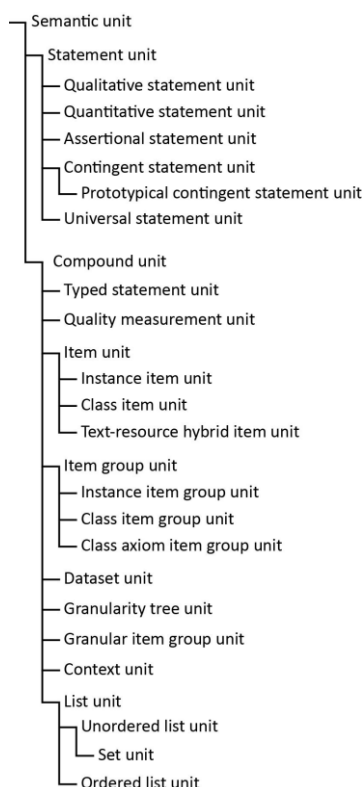 Semantic unit
Statement unit
Qualitative statement unit
Quantitative statement unit
Assertional statement unit
Contingent statement unit
Prototypical contingent statement unit
Universal statement unit
Compound unit
Typed statement unit
Quality measurement unit
Item unit
Instance item unit
Class item unit
Text-resource hybrid item unit
Item group unit
Instance item group unit
Class item group unit
Class axiom item group unit
Dataset unit
Granularity tree unit
Granular item group unit
Context unit
List unit
Unordered list unit
Set unit
Ordered list unit